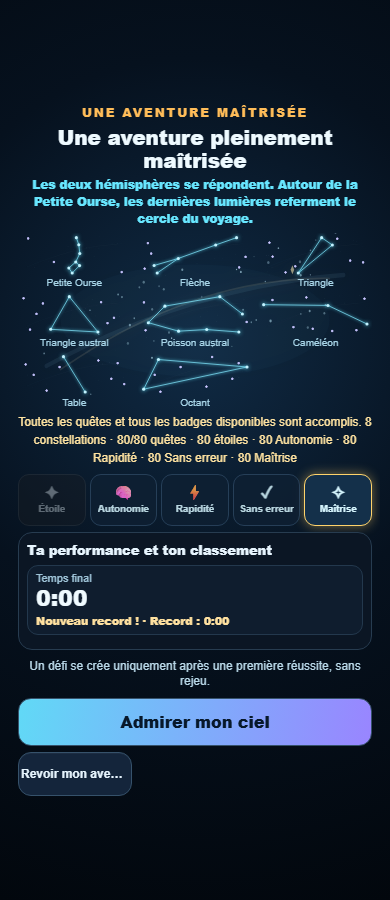 UNE AVENTURE MAÎTRISÉE
Une aventure pleinement
maîtrisée
Les deux hémisphères se répondent. Autour de la
Petite Ourse, les dernières lumières referment le
cercle du voyage.
Petite Ourse
Flèche
Triangle
Triangle austral
Poisson austral
Caméléon
Table
Octant
Toutes les quêtes et tous les badges disponibles sont accomplis. 8
constellations · 80/80 quêtes · 80 étoiles · 80 Autonomie · 80
Rapidité · 80 Sans erreur · 80 Maîtrise
Étoile
Autonomie
Rapidité
Sans erreur
Maîtrise
Ta performance et ton classement
Temps final
0:00
Nouveau record ! · Record : 0:00
Un défi se crée uniquement après une première réussite, sans
rejeu.
Admirer mon ciel
Revoir mon ave…